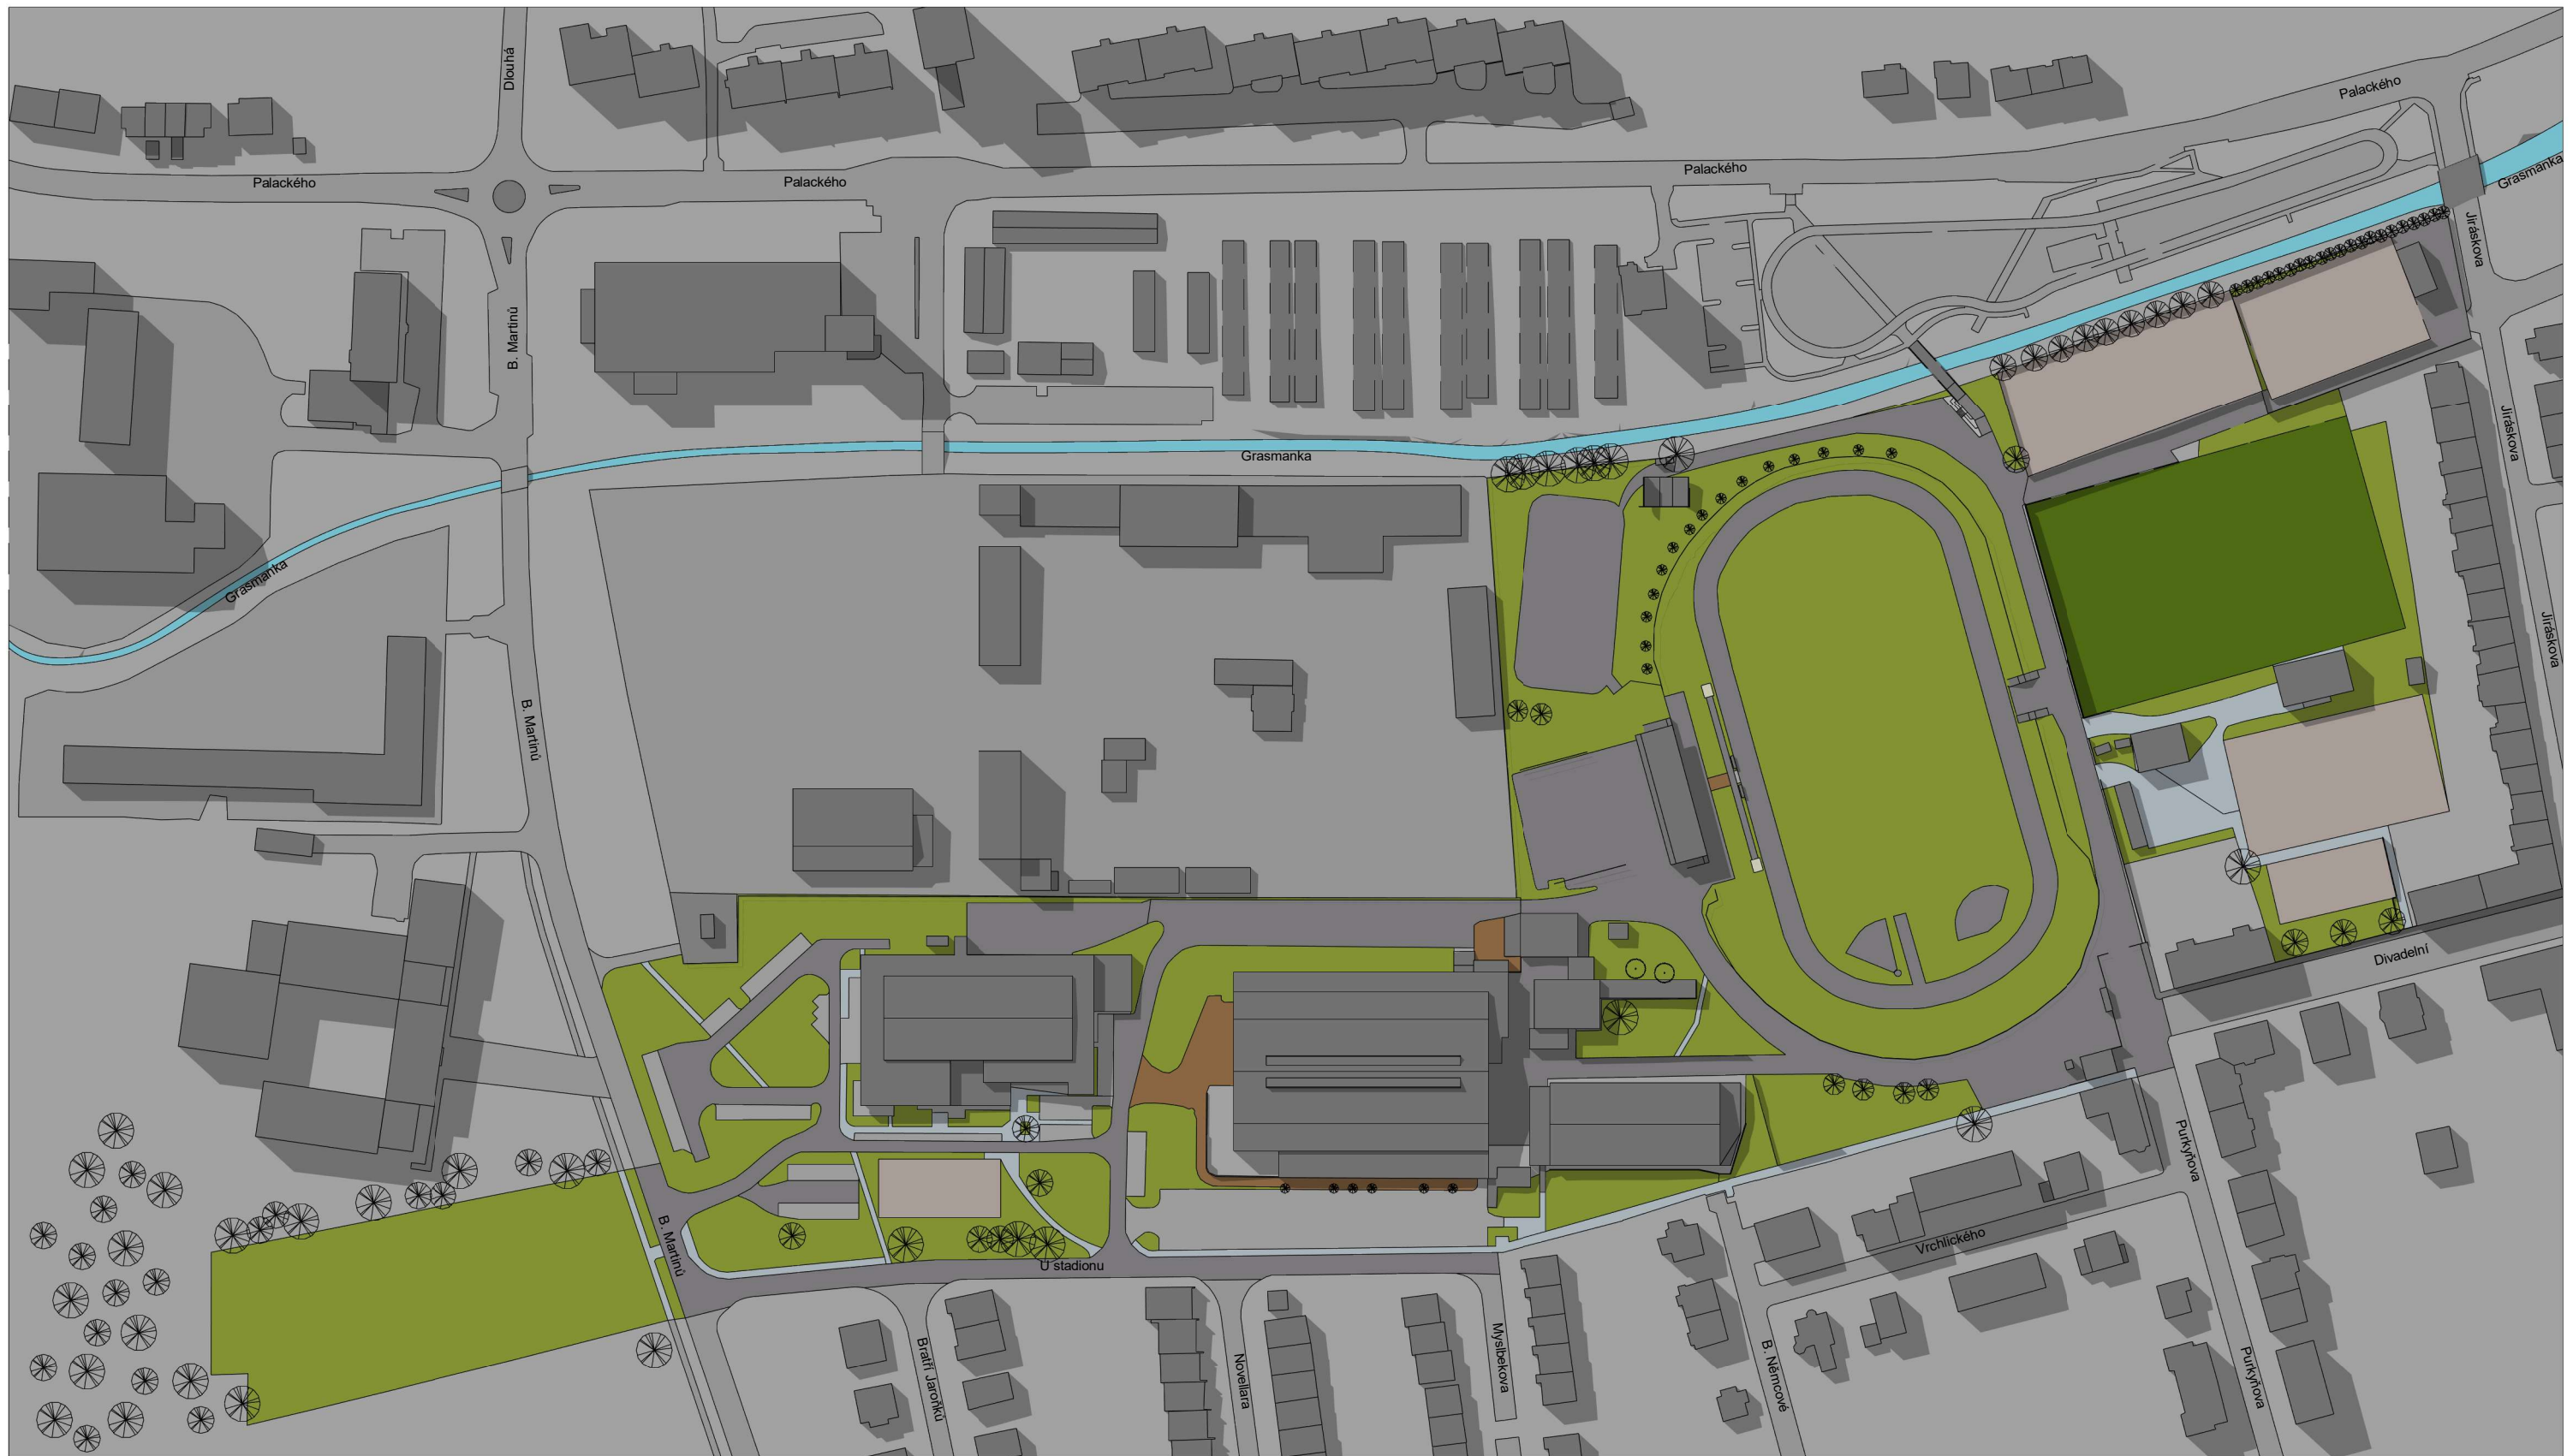 Dlouhá
Palackého
Palackého
Palackého
Palackého
Grasmanka
Jiráskova
B. Martinů
Jiráskova
Grasmanka
Grasmanka
Jiráskova
B. Martinů
Divadelní
Purkyňova
B. Martinů
Vrchlického
U stadionu
Bratří Jaroňků
Novellara
Myslbekova
B. Němcové
Purkyňova